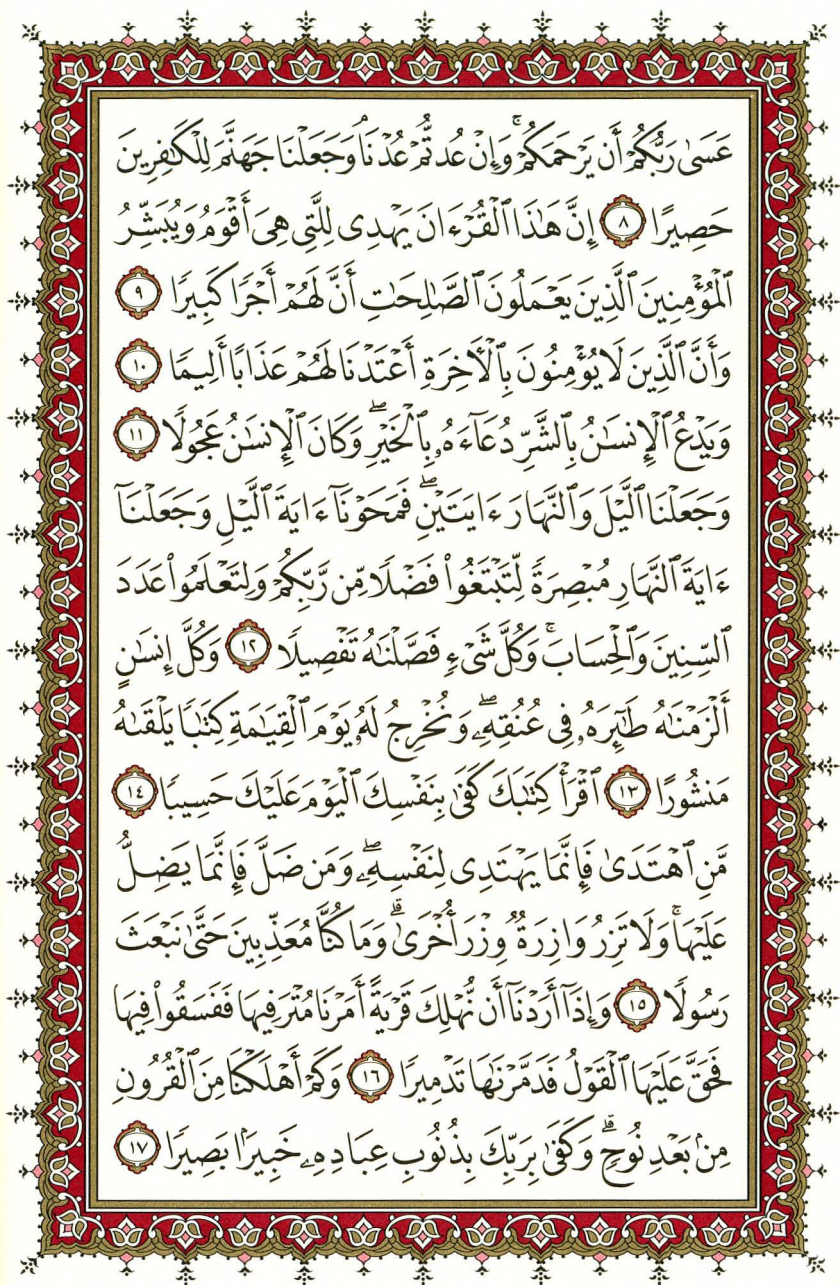 عَسَىٰ رَبُّكُمْ أَن يَرْحَمَكُمْ ۚ وَإِنْ عُدتُّمْ عُدْنَا ۘ وَجَعَلْنَا جَهَنَّمَ لِلْكَـٰفِرِينَ
حَصِيرًا ٨ إِنَّ هَـٰذَا ٱلْقُرْءَانَ يَهْدِى لِلَّتِى هِىَ أَقْوَمُ وَيُبَشِّرُ
ٱلْمُؤْمِنِينَ ٱلَّذِينَ يَعْمَلُونَ ٱلصَّـٰلِحَـٰتِ أَنَّ لَهُمْ أَجْرًا كَبِيرًا ٩
وَأَنَّ ٱلَّذِينَ لَا يُؤْمِنُونَ بِٱلْـَٔاخِرَةِ أَعْتَدْنَا لَهُمْ عَذَابًا أَلِيمًا ١٠
وَيَدْعُ ٱلْإِنسَـٰنُ بِٱلشَّرِّ دُعَآءَهُۥ بِٱلْخَيْرِ ۖ وَكَانَ ٱلْإِنسَـٰنُ عَجُولًا ١١
وَجَعَلْنَا ٱلَّيْلَ وَٱلنَّهَارَ ءَايَتَيْنِ ۖ فَمَحَوْنَآ ءَايَةَ ٱلَّيْلِ وَجَعَلْنَآ
ءَايَةَ ٱلنَّهَارِ مُبْصِرَةً لِّتَبْتَغُوا۟ فَضْلًا مِّن رَّبِّكُمْ وَلِتَعْلَمُوا۟ عَدَدَ
ٱلسِّنِينَ وَٱلْحِسَابَ ۚ وَكُلَّ شَىْءٍ فَصَّلْنَـٰهُ تَفْصِيلًا ١٢ وَكُلَّ إِنسَـٰنٍ
أَلْزَمْنَـٰهُ طَـٰٓئِرَهُۥ فِى عُنُقِهِۦ ۖ وَنُخْرِجُ لَهُۥ يَوْمَ ٱلْقِيَـٰمَةِ كِتَـٰبًا يَلْقَىٰهُ
مَنشُورًا ١٣ ٱقْرَأْ كِتَـٰبَكَ كَفَىٰ بِنَفْسِكَ ٱلْيَوْمَ عَلَيْكَ حَسِيبًا ١٤
مَّنِ ٱهْتَدَىٰ فَإِنَّمَا يَهْتَدِى لِنَفْسِهِۦ ۖ وَمَن ضَلَّ فَإِنَّمَا يَضِلُّ
عَلَيْهَا ۚ وَلَا تَزِرُ وَازِرَةٌ وِزْرَ أُخْرَىٰ ۗ وَمَا كُنَّا مُعَذِّبِينَ حَتَّىٰ نَبْعَثَ
رَسُولًا ١٥ وَإِذَآ أَرَدْنَآ أَن نُّهْلِكَ قَرْيَةً أَمَرْنَا مُتْرَفِيهَا فَفَسَقُوا۟ فِيهَا
فَحَقَّ عَلَيْهَا ٱلْقَوْلُ فَدَمَّرْنَـٰهَا تَدْمِيرًا ١٦ وَكَمْ أَهْلَكْنَا مِنَ ٱلْقُرُونِ
مِنۢ بَعْدِ نُوحٍ ۗ وَكَفَىٰ بِرَبِّكَ بِذُنُوبِ عِبَادِهِۦ خَبِيرًۢا بَصِيرًا ١٧